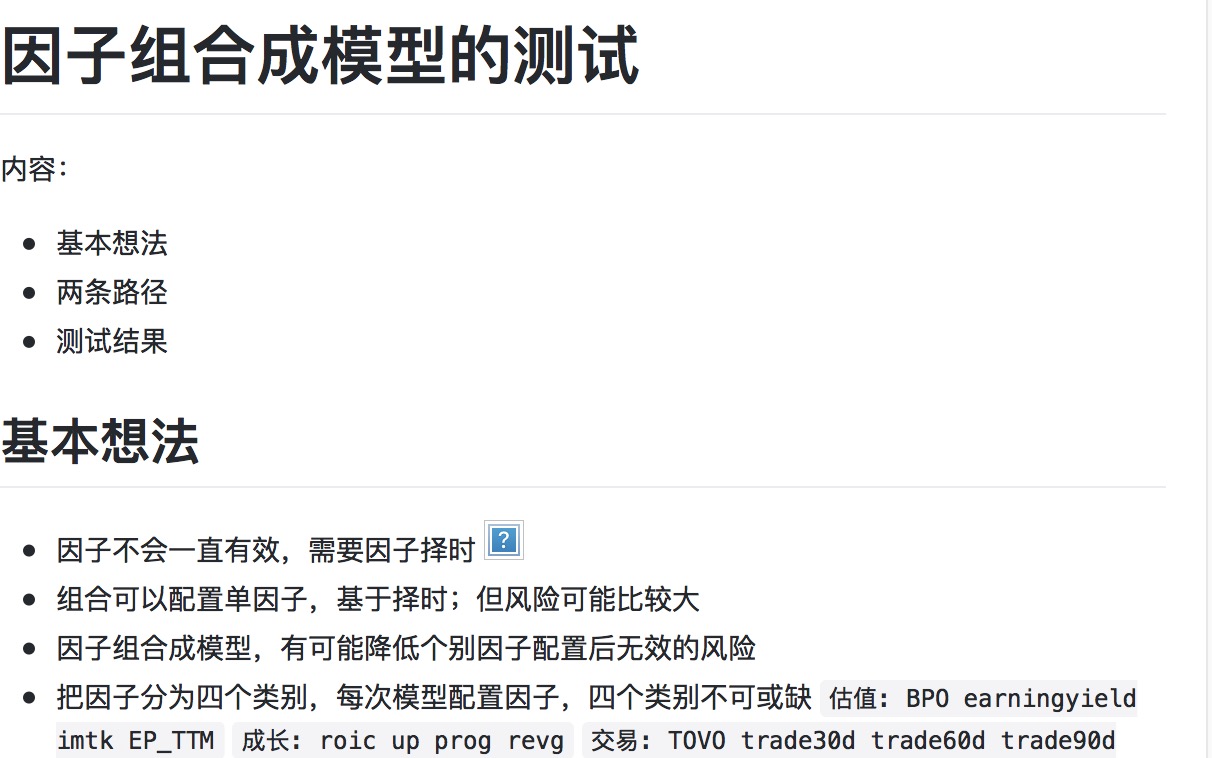 因子组合成模型的测试
内容：
基本想法
两条路径
测试结果
基本想法
因子不会一直有效，需要因子择时 ?
组合可以配置单因子，基于择时；但风险可能比较大
因子组合成模型，有可能降低个别因子配置后无效的风险
把因子分为四个类别，每次模型配置因子，四个类别不可或缺 估值: BPO earningyield
imtk EP_TTM 成长: roic up prog revg 交易: TOVO trade30d trade60d trade90d